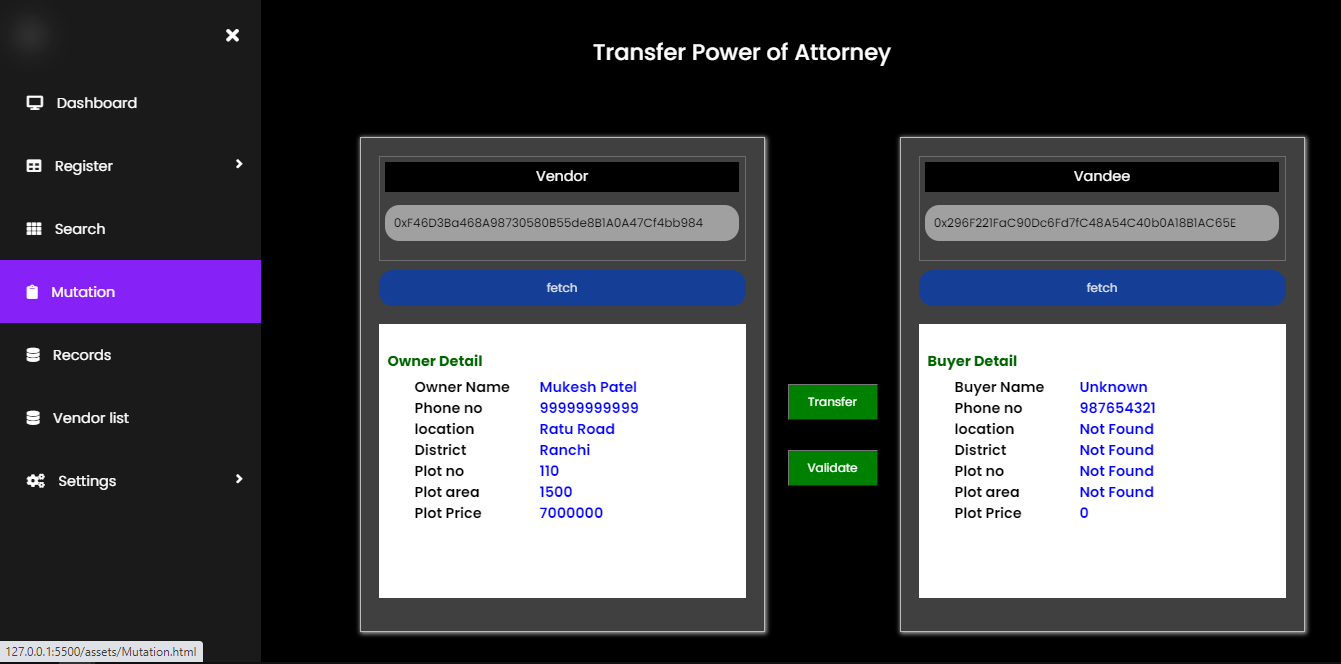 Transfer Power of Attorney
Dashboard
Register
Search
Mutation
Records
Vendor list
Settings
Vendor
0xF46D3Ba468A98730580B55de8B1A0A47Cf4bb984
fetch
Owner Detail
Owner Name Mukesh Patel
Phone no 99999999999
location Ratu Road
District Ranchi
Plot no 110
Plot area 1500
Plot Price 7000000
Transfer
Validate
Vandee
0x296F221FaC90Dc6Fd7fC48A54C40b0A18B1AC65E
fetch
Buyer Detail
Buyer Name Unknown
Phone no 987654321
location Not Found
District Not Found
Plot no Not Found
Plot area Not Found
Plot Price 0
127.0.0.1:5500/assets/Mutation.html